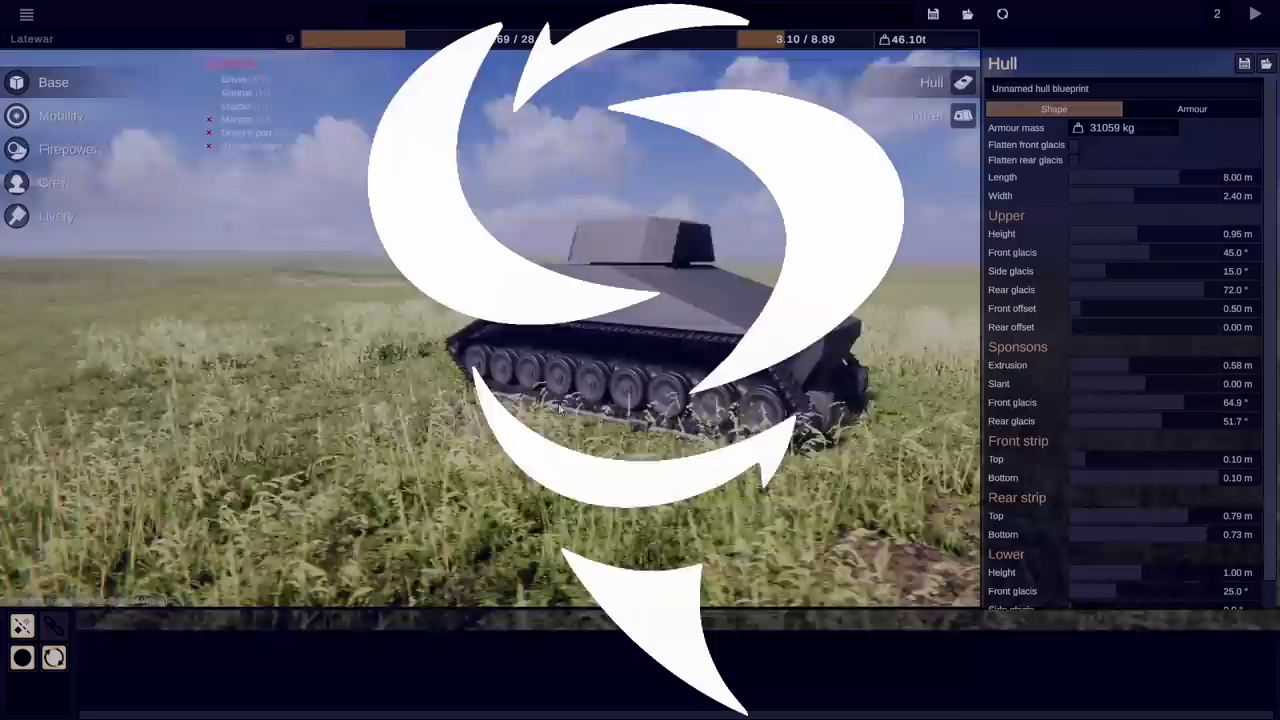 2
Latewar
69 / 28.
3.10 / 8.89
46.10t
Base
Mobility
Firepower
Crew
Livery
Hull
Hull
Unnamed hull blueprint
Shape
Armour
Armour mass 31059 kg
Flatten front glacis
Flatten rear glacis
Length 8.00 m
Width 2.40 m
Upper
Height 0.95 m
Front glacis 45.0 °
Side glacis 15.0 °
Rear glacis 72.0 °
Front offset 0.50 m
Rear offset 0.00 m
Sponsons
Extrusion 0.58 m
Slant 0.00 m
Front glacis 64.9 °
Rear glacis 51.7 °
Front strip
Top 0.10 m
Bottom 0.10 m
Rear strip
Top 0.79 m
Bottom 0.73 m
Lower
Height 1.00 m
Front glacis 25.0 °